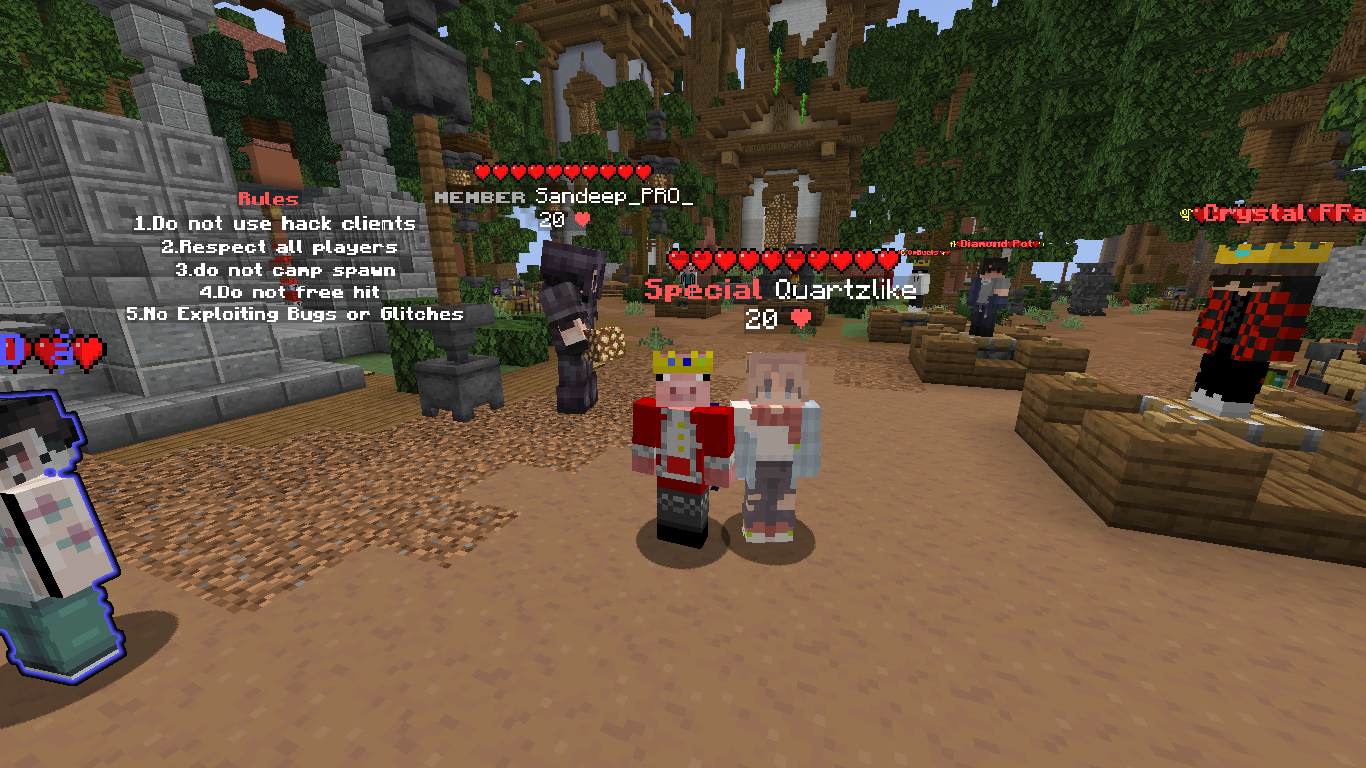 Rules
1.Do not use hack clients
2.Respect all players
3.do not camp spawn
4.Do not free hit
5.No Exploiting Bugs or Glitches
MEMBER Sandeep_PRO_
20
Special Quartzlike
20
Diamond Pot
Crystal FFa